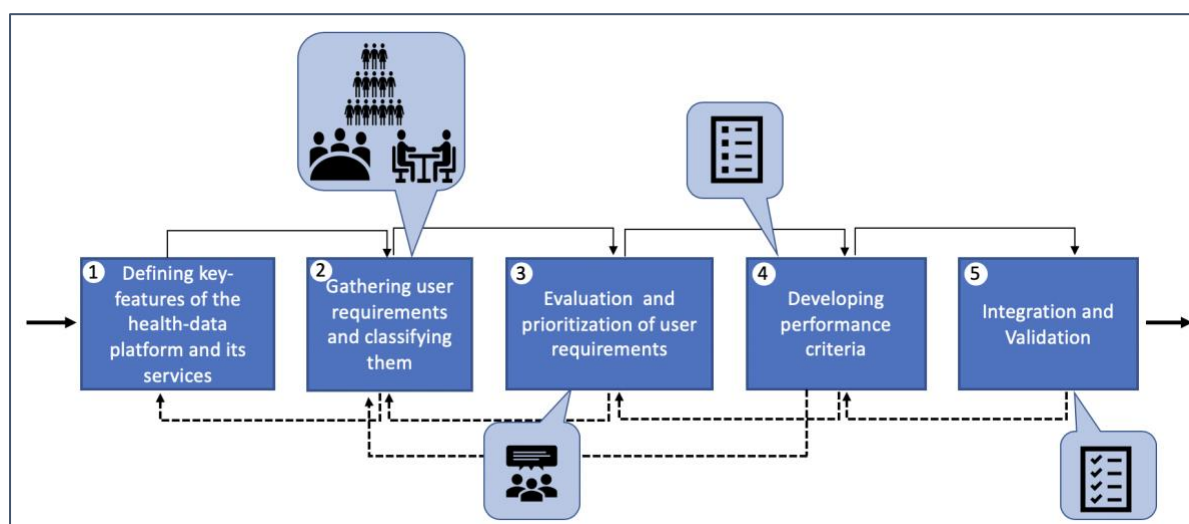 1
Defining key-
features of the
health-data
platform and its
services
2
Gathering user
requirements
and classifying
them
3
Evaluation and
prioritization of user
requirements
4
Developing
performance
criteria
5
Integration and
Validation